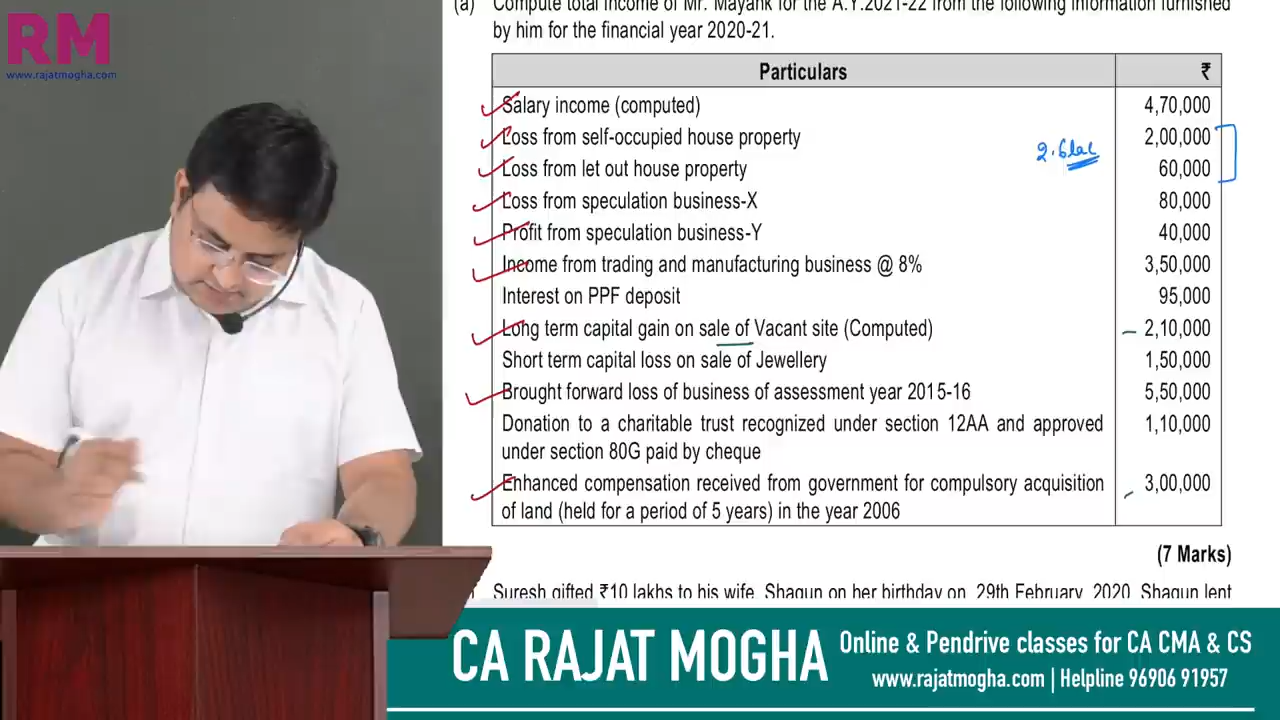 RM
www.rajatmogha.com
(a) Compute total income of Mr. Mayank for the A.Y.2021-22 from the following information furnished
by him for the financial year 2020-21.
Particulars ₹
Salary income (computed) 4,70,000
Loss from self-occupied house property 2,00,000
2.6lac
Loss from let out house property 60,000
Loss from speculation business-X 80,000
Profit from speculation business-Y 40,000
Income from trading and manufacturing business @ 8% 3,50,000
Interest on PPF deposit 95,000
Long term capital gain on sale of Vacant site (Computed) 2,10,000
Short term capital loss on sale of Jewellery 1,50,000
Brought forward loss of business of assessment year 2015-16 5,50,000
Donation to a charitable trust recognized under section 12AA and approved 1,10,000
under section 80G paid by cheque
Enhanced compensation received from government for compulsory acquisition 3,00,000
of land (held for a period of 5 years) in the year 2006
(7 Marks)
Suresh gifted ₹10 lakhs to his wife, Shagun on her birthday on, 29th February, 2020. Shagun lent
CA RAJAT MOGHA
Online & Pendrive classes for CA CMA & CS
www.rajatmogha.com | Helpline 96906 91957